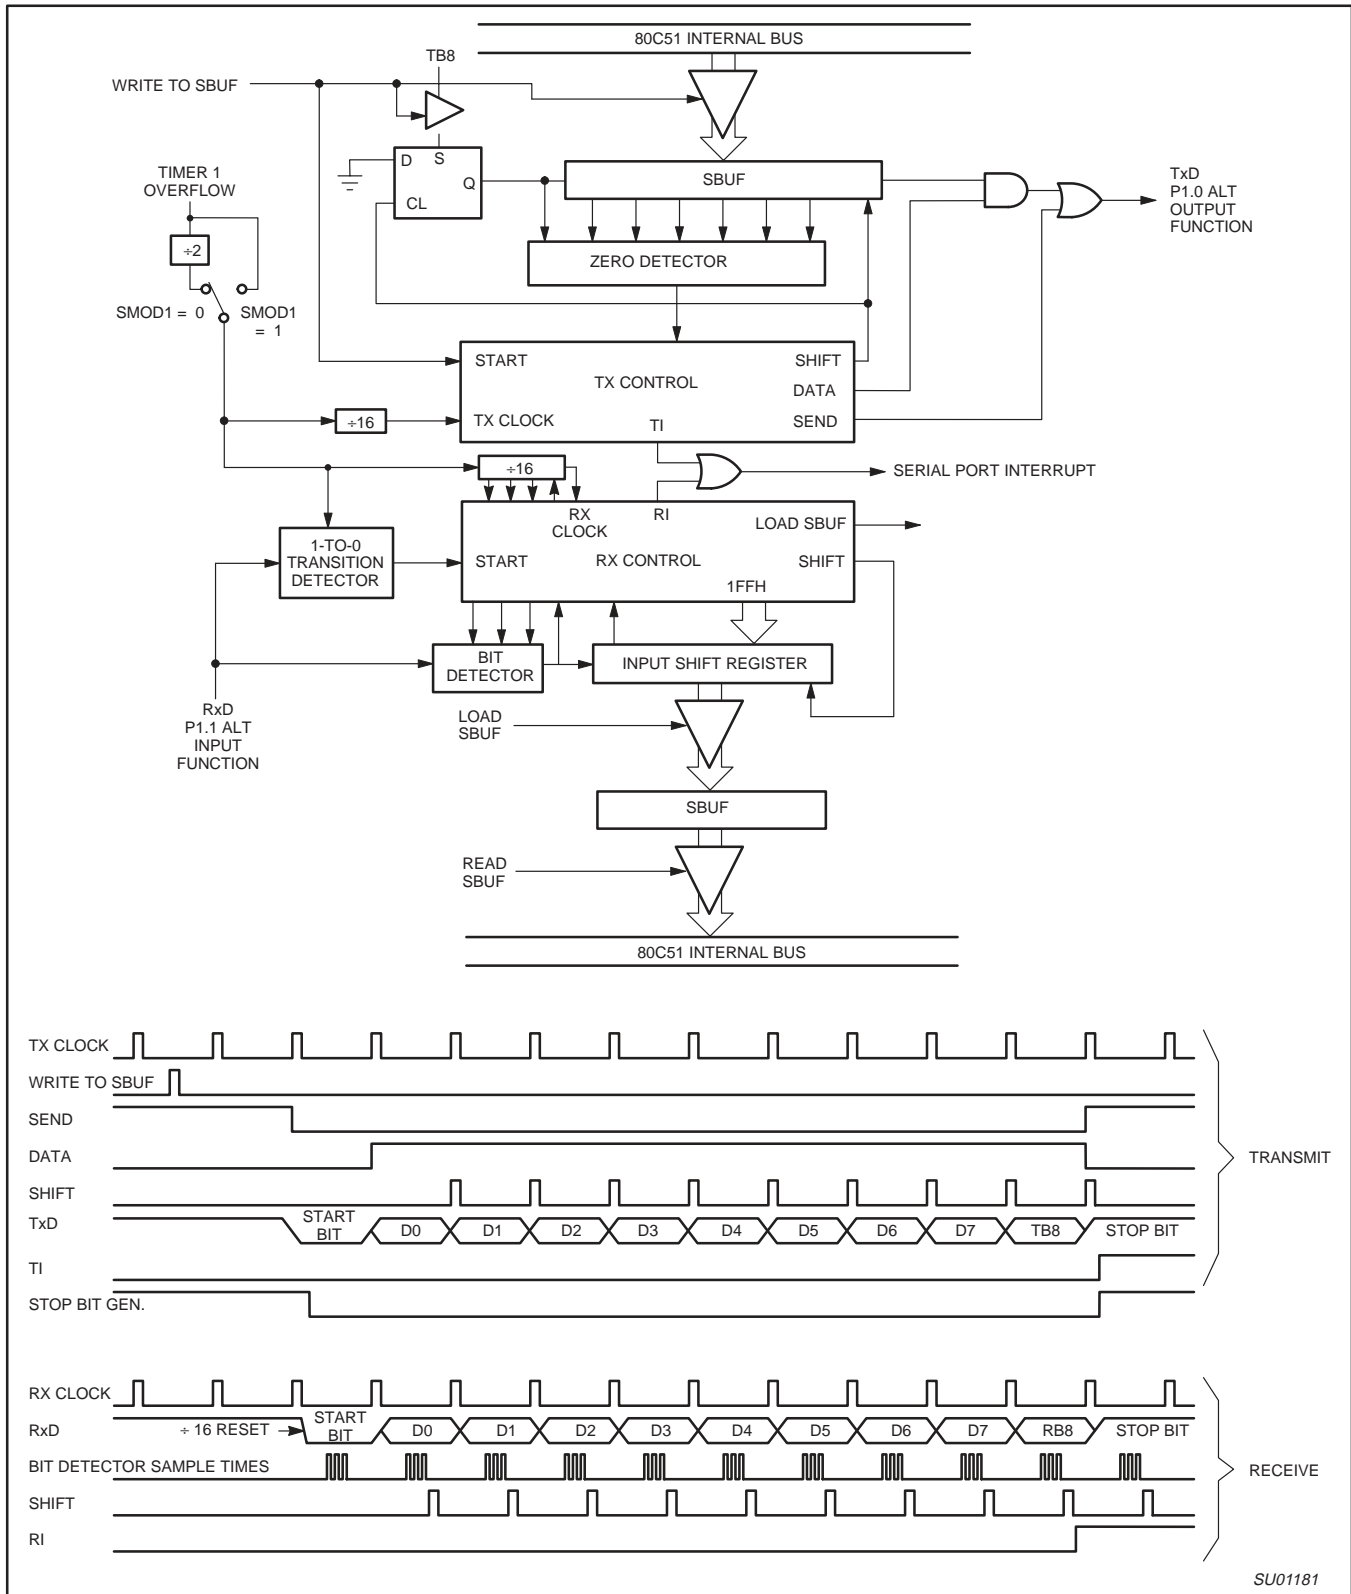 80C51 INTERNAL BUS
TB8
WRITE TO SBUF
D
S
Q
CL
SBUF
TxD
P1.0 ALT
OUTPUT
FUNCTION
TIMER 1
OVERFLOW
÷2
SMOD1 = 0
SMOD1
= 1
ZERO DETECTOR
START
SHIFT
TX CONTROL
DATA
÷16
TX CLOCK
TI
SEND
÷16
SERIAL PORT INTERRUPT
RX
CLOCK
RI
LOAD SBUF
1-TO-0
TRANSITION
DETECTOR
START
RX CONTROL
SHIFT
1FFH
BIT
DETECTOR
INPUT SHIFT REGISTER
RxD
P1.1 ALT
INPUT
FUNCTION
LOAD
SBUF
SBUF
READ
SBUF
80C51 INTERNAL BUS
TX CLOCK
WRITE TO SBUF
SEND
DATA
TRANSMIT
SHIFT
TxD
START
BIT
D0 D1 D2 D3 D4 D5 D6 D7 TB8 STOP BIT
TI
STOP BIT GEN.
RX CLOCK
RxD
÷ 16 RESET
START
BIT
D0 D1 D2 D3 D4 D5 D6 D7 RB8 STOP BIT
BIT DETECTOR SAMPLE TIMES
RECEIVE
SHIFT
RI
SU01181